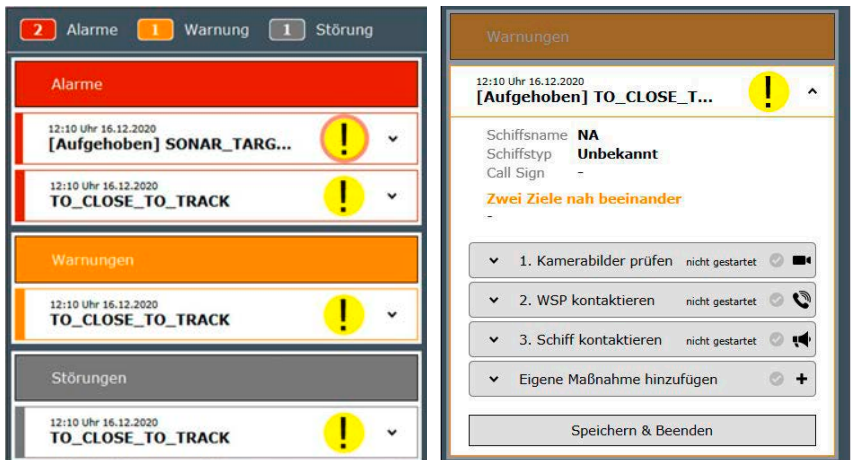 2 Alarme 1 Warnung 1 Störung
Alarme
12:10 Uhr 16.12.2020
[Aufgehoben] SONAR_TARG...
12:10 Uhr 16.12.2020
TO_CLOSE_TO_TRACK
Warnungen
12:10 Uhr 16.12.2020
TO_CLOSE_TO_TRACK
Störungen
12:10 Uhr 16.12.2020
TO_CLOSE_TO_TRACK
Warnungen
12:10 Uhr 16.12.2020
[Aufgehoben] TO_CLOSE_T...
Schiffsname NA
Schiffstyp Unbekannt
Call Sign -
Zwei Ziele nah beeinander
-
1. Kamerabilder prüfen nicht gestartet
2. WSP kontaktieren nicht gestartet
3. Schiff kontaktieren nicht gestartet
Eigene Maßnahme hinzufügen
Speichern & Beenden